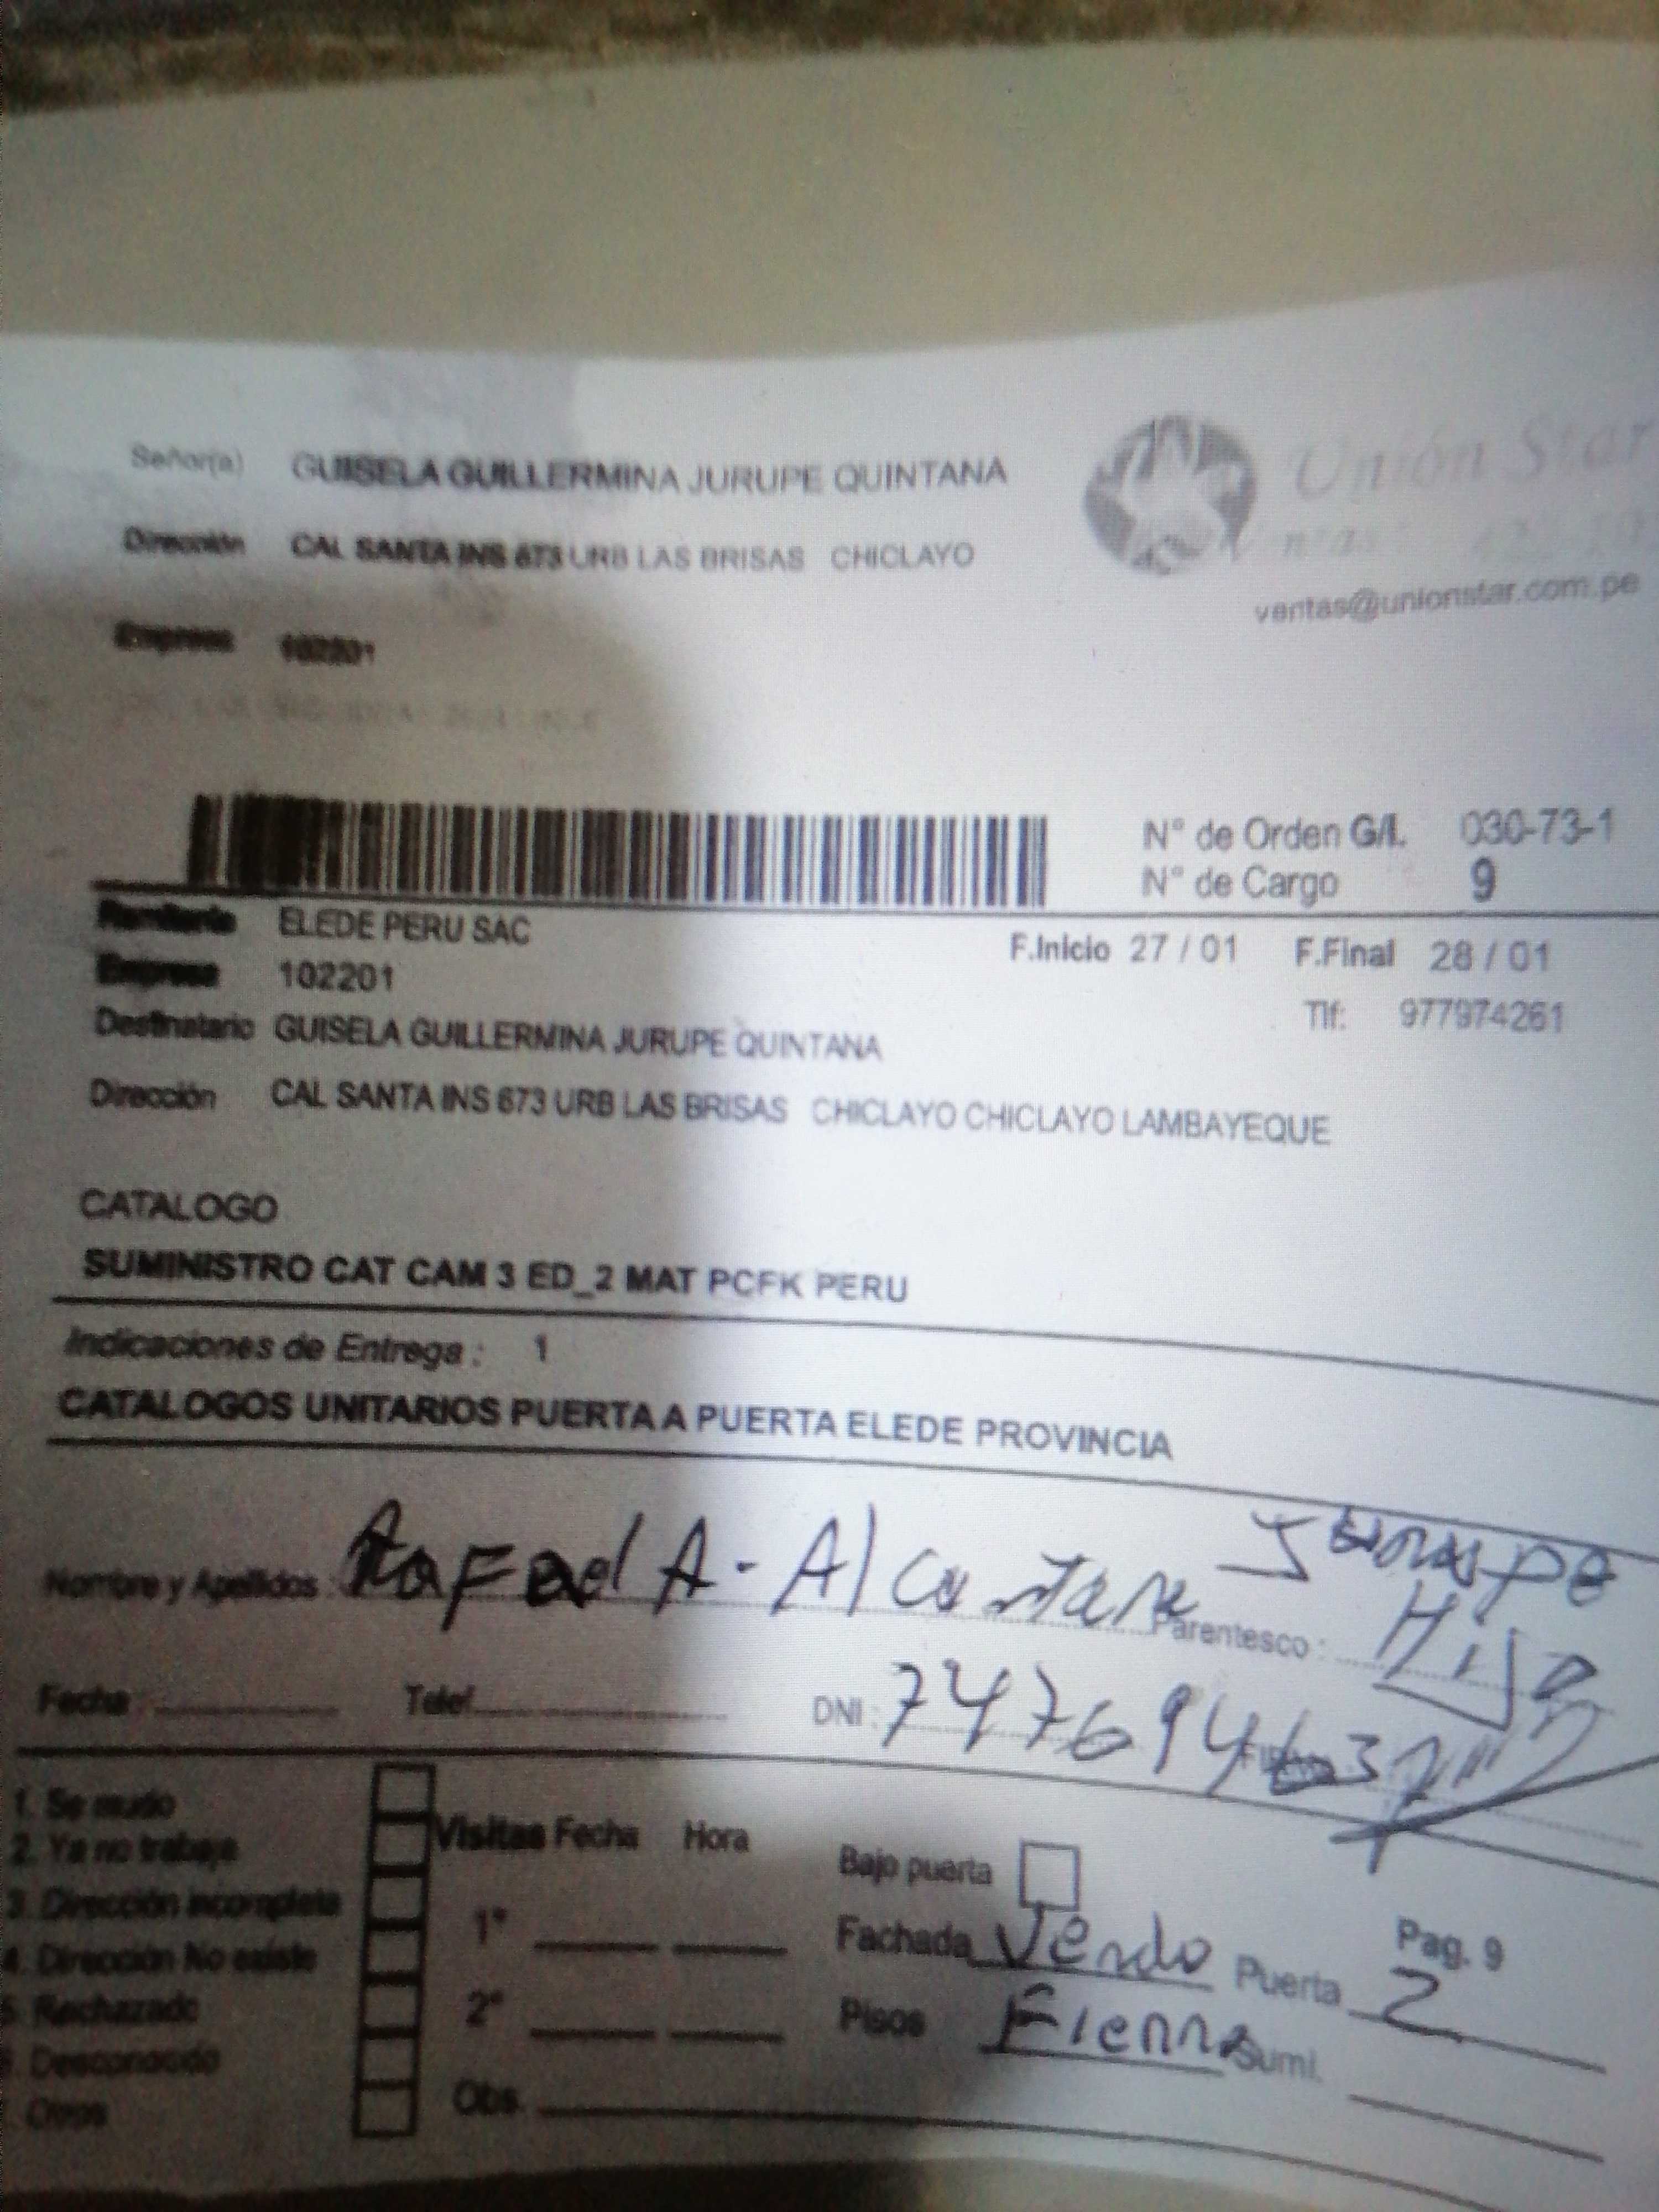 Señor(a) GUISELA GUILLERMINA JURUPE QUINTANA
Unión Star
Dirección CAL SANTA INS 673 URB LAS BRISAS CHICLAYO
ventas@unionstar.com.pe
Empresa 102201
N° de Orden G/L 030-73-1
N° de Cargo 9
Remitente ELEDE PERU SAC
F.Inicio 27 / 01 F.Final 28 / 01
Empresa 102201
Tlf: 977974261
Destinatario GUISELA GUILLERMINA JURUPE QUINTANA
Dirección CAL SANTA INS 673 URB LAS BRISAS CHICLAYO CHICLAYO LAMBAYEQUE
CATALOGO
SUMINISTRO CAT CAM 3 ED_2 MAT PCFK PERU
Indicaciones de Entrega : 1
CATALOGOS UNITARIOS PUERTA A PUERTA ELEDE PROVINCIA
Nombre y Apellidos : Rafael A. Alcantara
Parentesco : Hijo
Fecha Telef. DNI :
1. Se mudo
2. Ya no trabaja
3. Dirección incompleta
4. Dirección No existe
Rechazado
Desconocido
Otros
Visitas Fecha Hora
1°
2°
Obs.
Bajo puerta
Pag. 9
Fachada Puerta 2
Pisos Sumi.